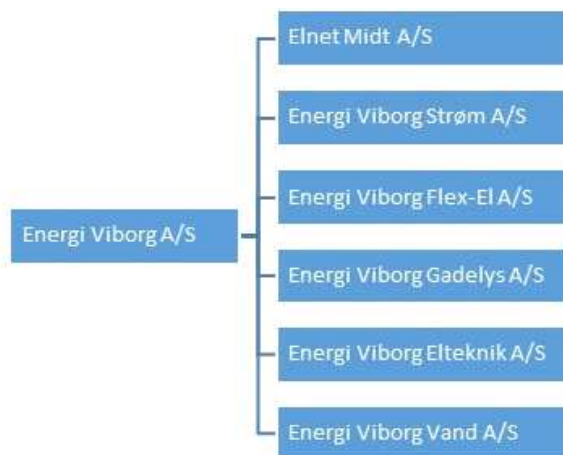 Elnet Midt A/S
Energi Viborg Strøm A/S
Energi Viborg Flex-El A/S
Energi Viborg A/S
Energi Viborg Gadelys A/S
Energi Viborg Elteknik A/S
Energi Viborg Vand A/S